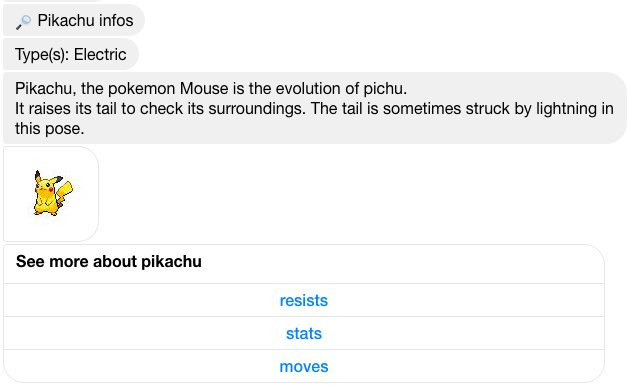 🔎 Pikachu infos
Type(s): Electric
Pikachu, the pokemon Mouse is the evolution of pichu.
It raises its tail to check its surroundings. The tail is sometimes struck by lightning in
this pose.
See more about pikachu
resists
stats
moves